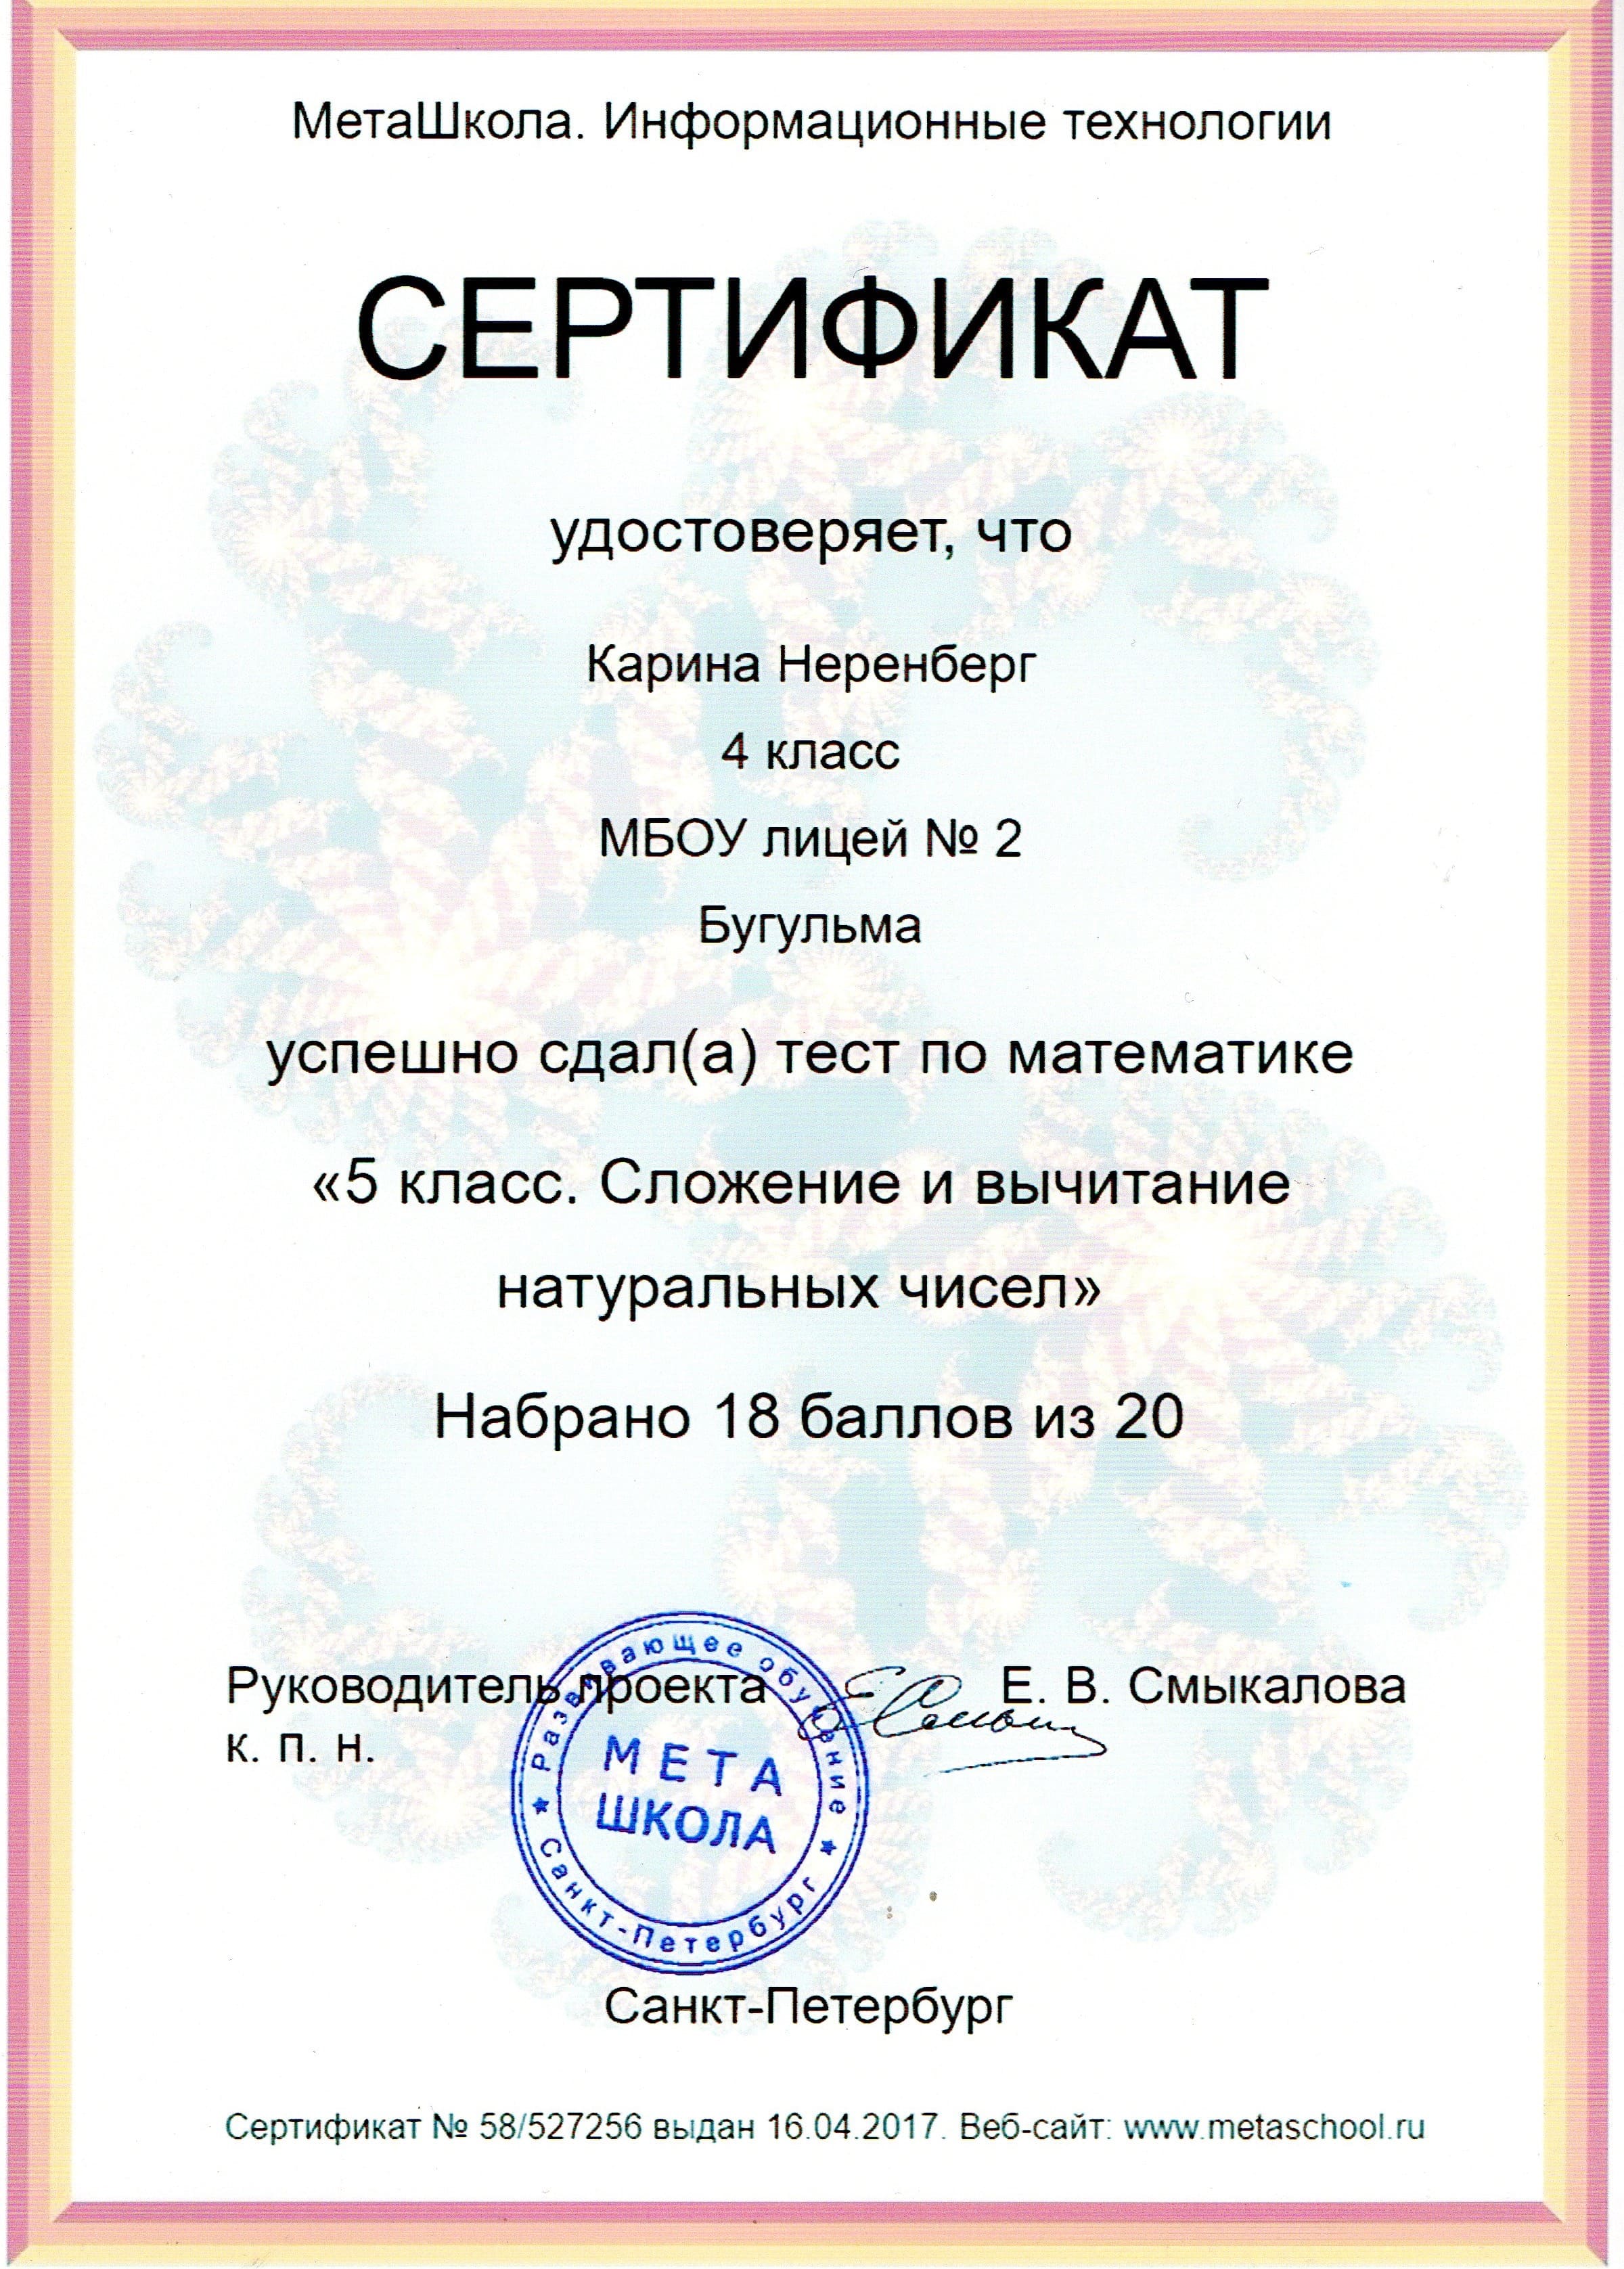 МетаШкола. Информационные технологии
СЕРТИФИКАТ
удостоверяет, что
Карина Неренберг
4 класс
МБОУ лицей № 2
Бугульма
успешно сдал(а) тест по математике
«5 класс. Сложение и вычитание
натуральных чисел»
Набрано 18 баллов из 20
Руководитель проекта Е. В. Смыкалова
к. п. н.
Развивающее обучение
МЕТА
ШКОЛА
Санкт-Петербург
Санкт-Петербург
Сертификат № 58/527256 выдан 16.04.2017. Веб-сайт: www.metaschool.ru